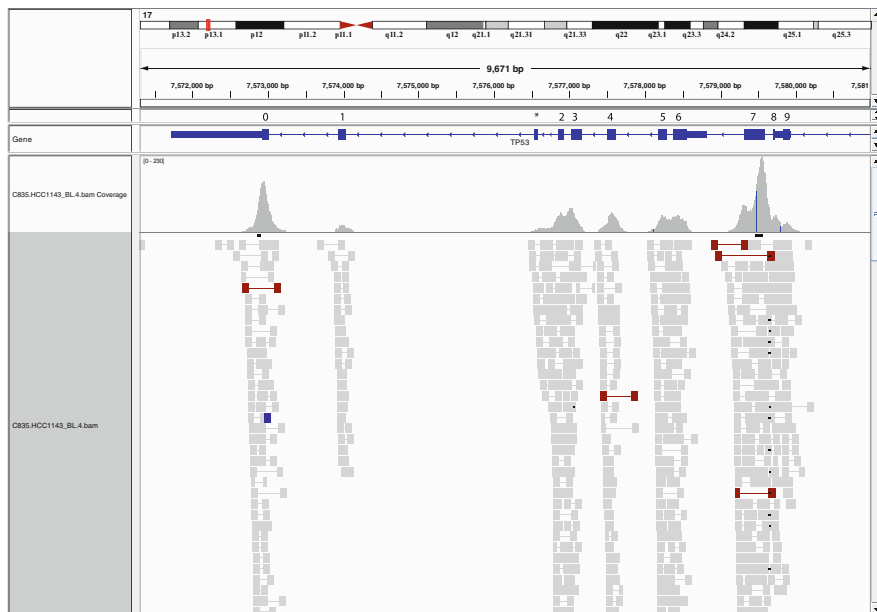 17
p13.2 p13.1 p12 p11.2 p11.1 q11.2 q12 q21.1 q21.31 q21.33 q22 q23.1 q23.3 q24.2 q25.1 q25.3
9,671 bp
7,572,000 bp 7,573,000 bp 7,574,000 bp 7,575,000 bp 7,576,000 bp 7,577,000 bp 7,578,000 bp 7,579,000 bp 7,580,000 bp 7,581
0 1 * 2 3 4 5 6 7 8 9
Gene
TP53
[0 - 230]
C835.HCC1143_BL.4.bam Coverage
C835.HCC1143_BL.4.bam